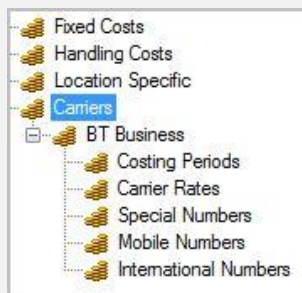 Fixed Costs
Handling Costs
Location Specific
Carriers
BT Business
Costing Periods
Carrier Rates
Special Numbers
Mobile Numbers
International Numbers